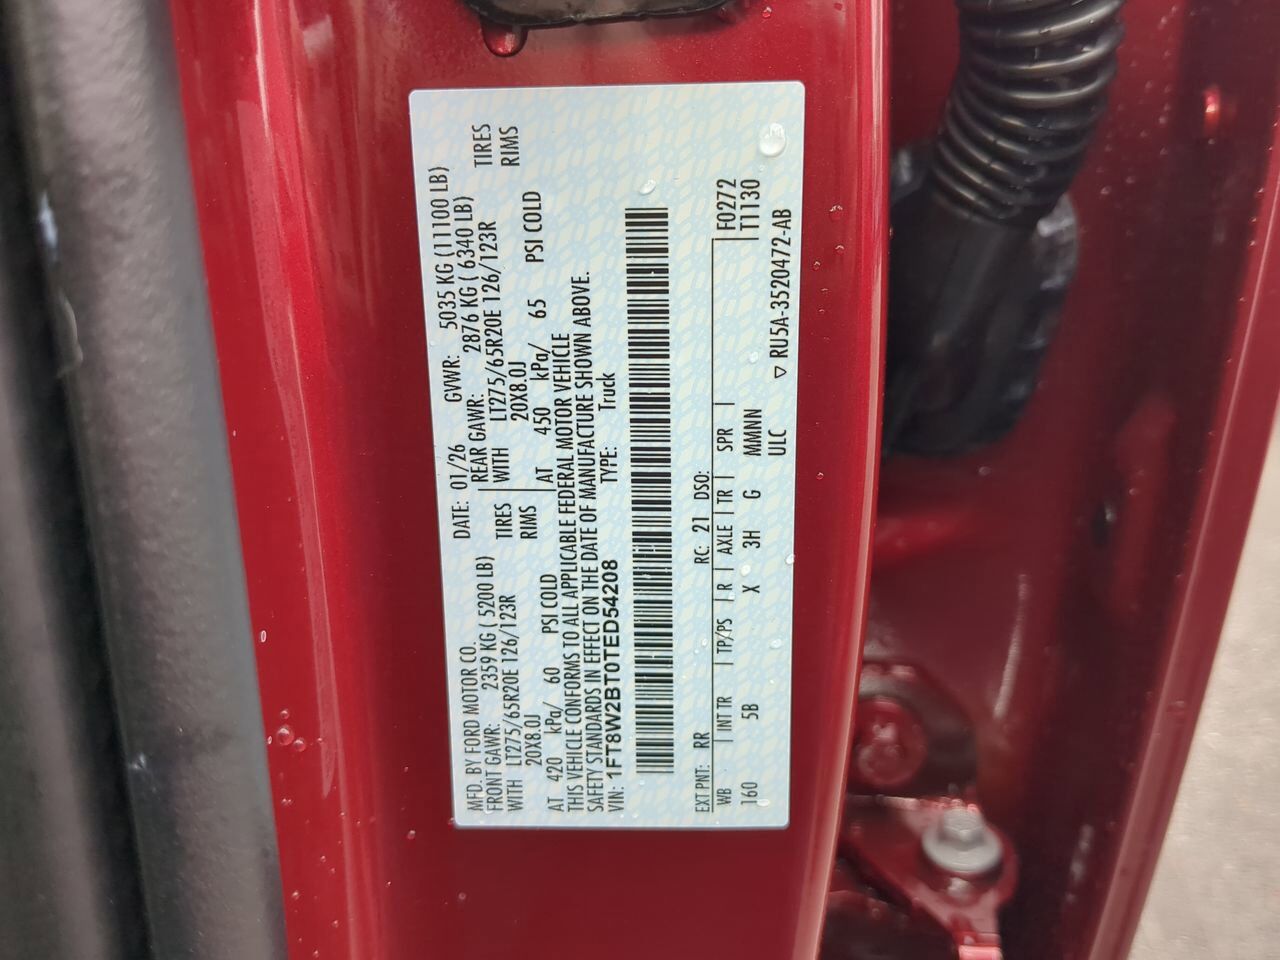 MFD. BY FORD MOTOR CO.
DATE: 01/26 GVWR: 5035 KG (11100 LB)
FRONT GAWR: 2359 KG ( 5200 LB) REAR GAWR: 2876 KG ( 6340 LB)
WITH LT275/65R20E 126/123R TIRES WITH LT275/65R20E 126/123R TIRES
20X8.0J RIMS 20X8.0J RIMS
AT 420 kPa/ 60 PSI COLD AT 450 kPa/ 65 PSI COLD
THIS VEHICLE CONFORMS TO ALL APPLICABLE FEDERAL MOTOR VEHICLE
SAFETY STANDARDS IN EFFECT ON THE DATE OF MANUFACTURE SHOWN ABOVE.
VIN: 1FT8W2BT0TED54208 TYPE: Truck
EXT PNT: RR RC: 21 DSO: F0272
WB INT TR TP/PS R AXLE TR SPR T1130
160 5B X 3H G MMNN
ULC ▽ RU5A-3520472-AB